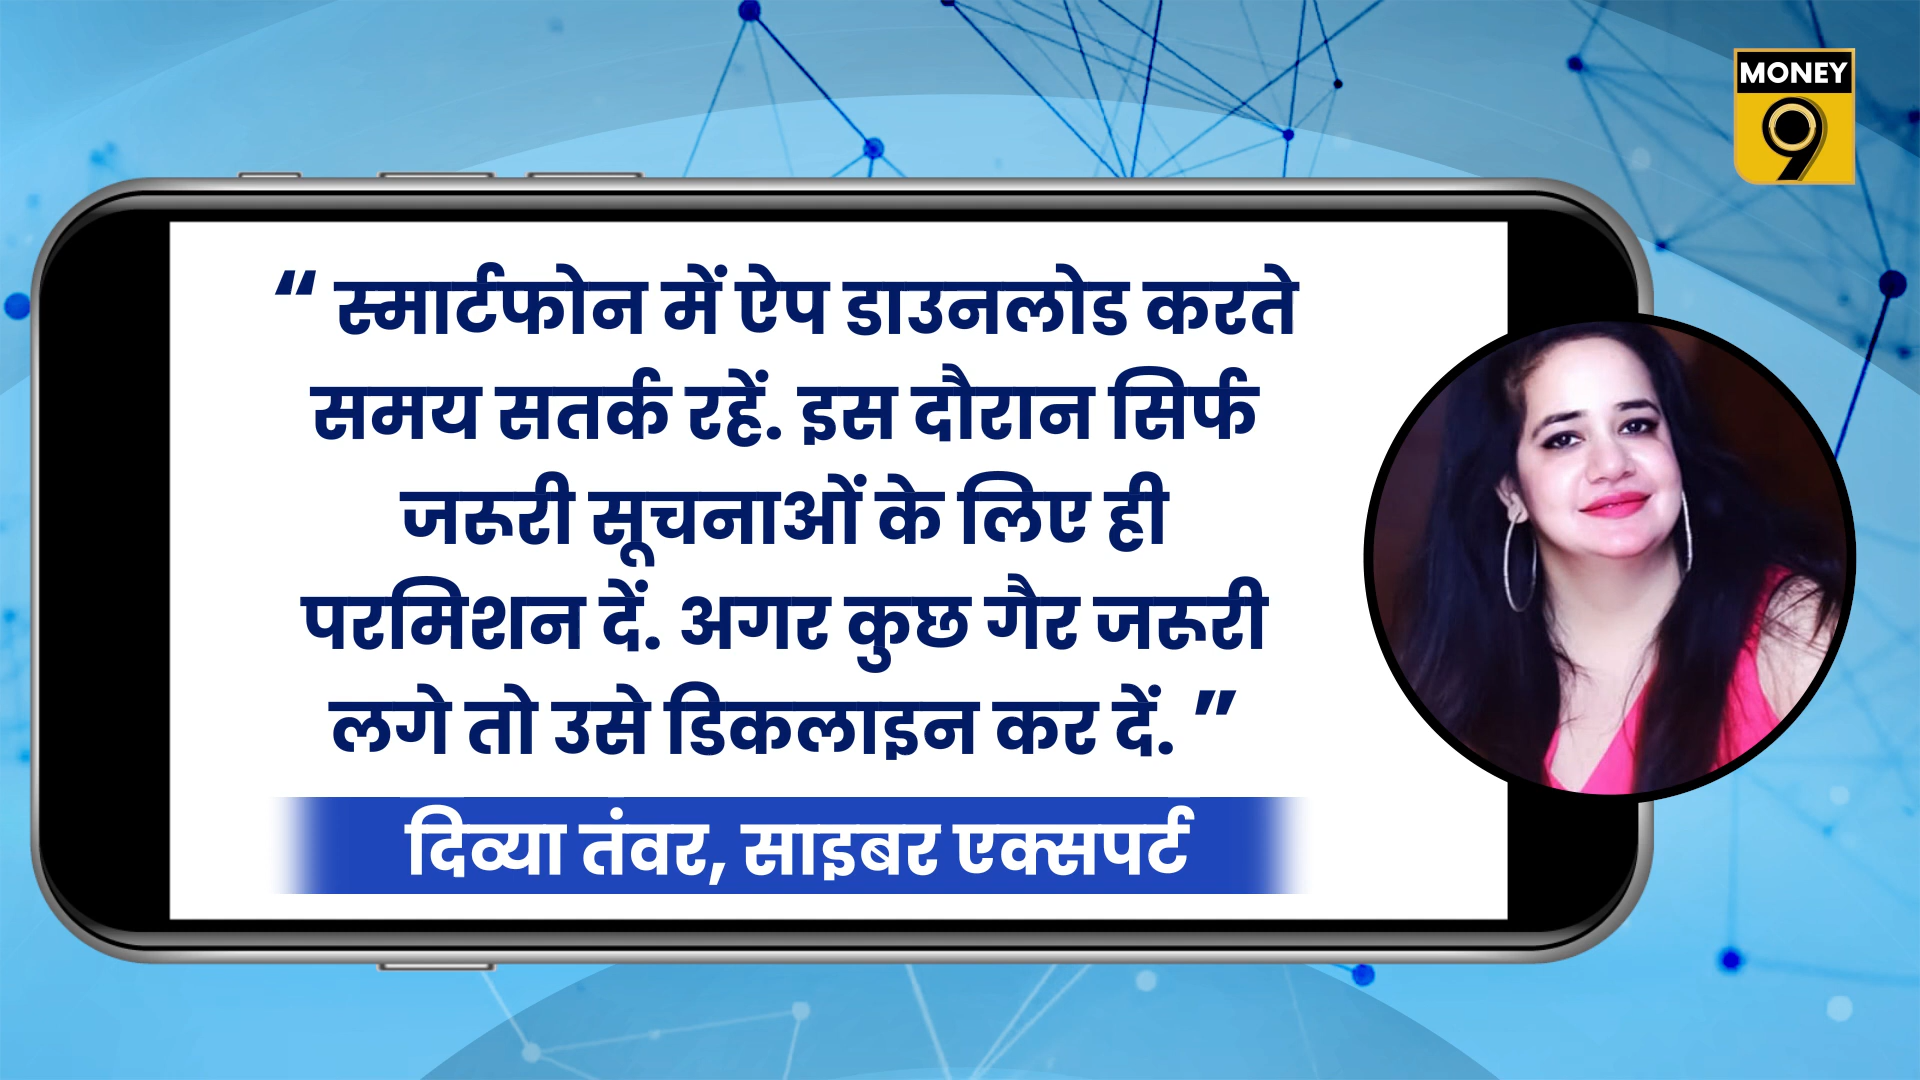 MONEY
9
“ स्मार्टफोन में ऐप डाउनलोड करते
समय सतर्क रहें. इस दौरान सिर्फ
जरूरी सूचनाओं के लिए ही
परमिशन दें. अगर कुछ गैर जरूरी
लगे तो उसे डिकलाइन कर दें. ”
दिव्या तंवर, साइबर एक्सपर्ट